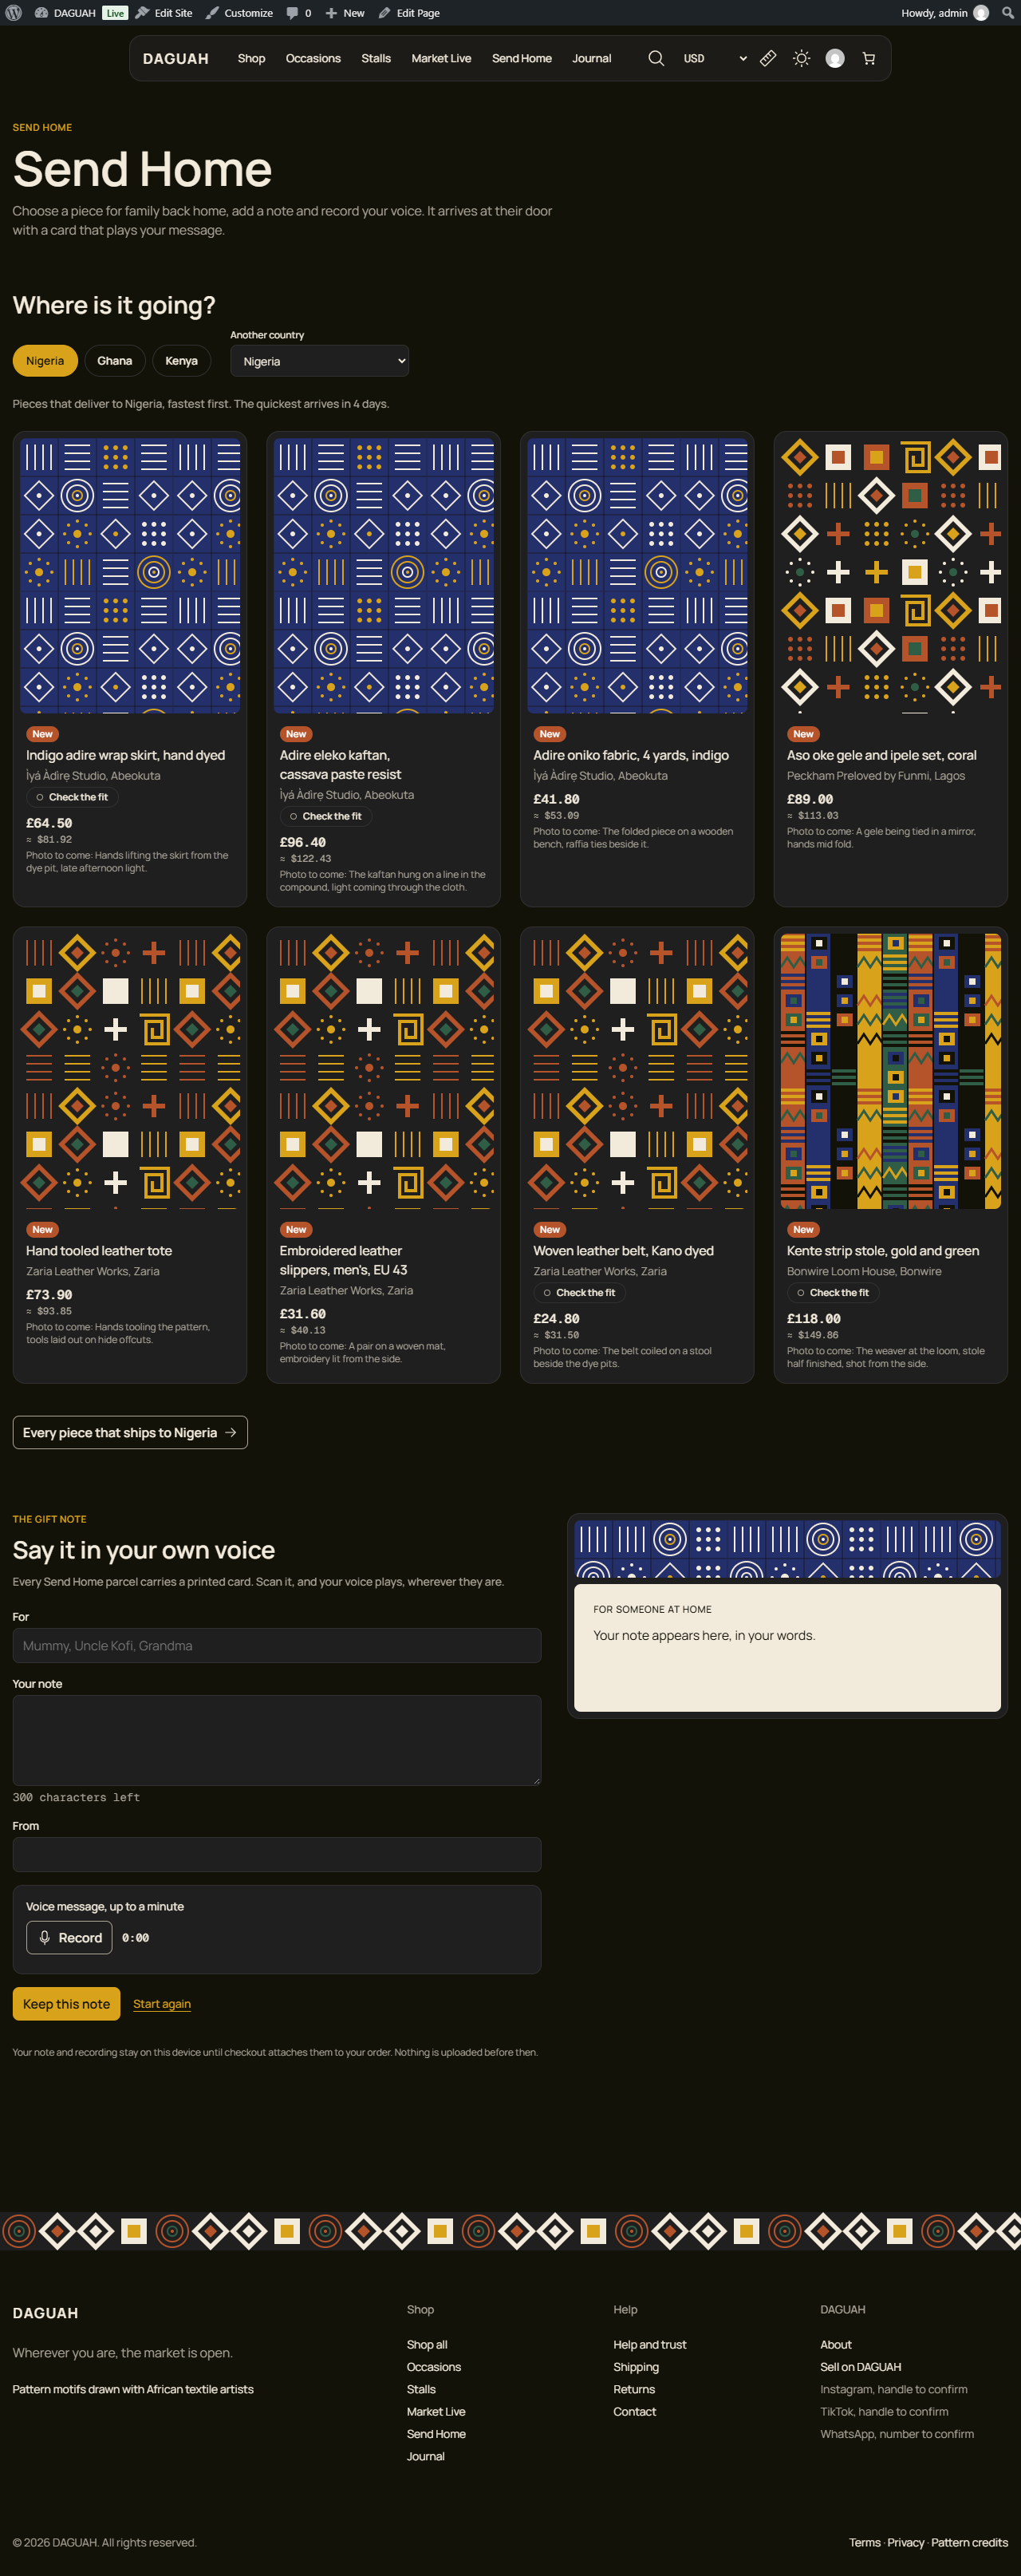 DAGUAH Live Edit Site Customize 0 New Edit Page Howdy, admin
DAGUAH Shop Occasions Stalls Market Live Send Home Journal USD
SEND HOME
Send Home
Choose a piece for family back home, add a note and record your voice. It arrives at their door
with a card that plays your message.
Where is it going?
Another country
Nigeria Ghana Kenya Nigeria
Pieces that deliver to Nigeria, fastest first. The quickest arrives in 4 days.
New
Indigo adire wrap skirt, hand dyed
Ìyá Àdìrẹ Studio, Abeokuta
Check the fit
£64.50
≈ $81.92
Photo to come: Hands lifting the skirt from the
dye pit, late afternoon light.
New
Adire eleko kaftan,
cassava paste resist
Ìyá Àdìrẹ Studio, Abeokuta
Check the fit
£96.40
≈ $122.43
Photo to come: The kaftan hung on a line in the
compound, light coming through the cloth.
New
Adire oniko fabric, 4 yards, indigo
Ìyá Àdìrẹ Studio, Abeokuta
£41.80
≈ $53.09
Photo to come: The folded piece on a wooden
bench, raffia ties beside it.
New
Aso oke gele and ipele set, coral
Peckham Preloved by Funmi, Lagos
£89.00
≈ $113.03
Photo to come: A gele being tied in a mirror,
hands mid fold.
New
Hand tooled leather tote
Zaria Leather Works, Zaria
£73.90
≈ $93.85
Photo to come: Hands tooling the pattern,
tools laid out on hide offcuts.
New
Embroidered leather
slippers, men's, EU 43
Zaria Leather Works, Zaria
£31.60
≈ $40.13
Photo to come: A pair on a woven mat,
embroidery lit from the side.
New
Woven leather belt, Kano dyed
Zaria Leather Works, Zaria
Check the fit
£24.80
≈ $31.50
Photo to come: The belt coiled on a stool
beside the dye pits.
New
Kente strip stole, gold and green
Bonwire Loom House, Bonwire
Check the fit
£118.00
≈ $149.86
Photo to come: The weaver at the loom, stole
half finished, shot from the side.
Every piece that ships to Nigeria
THE GIFT NOTE
Say it in your own voice
Every Send Home parcel carries a printed card. Scan it, and your voice plays, wherever they are.
For
Mummy, Uncle Kofi, Grandma
Your note
300 characters left
From
Voice message, up to a minute
Record 0:00
Keep this note Start again
Your note and recording stay on this device until checkout attaches them to your order. Nothing is uploaded before then.
FOR SOMEONE AT HOME
Your note appears here, in your words.
DAGUAH
Wherever you are, the market is open.
Pattern motifs drawn with African textile artists
Shop
Shop all
Occasions
Stalls
Market Live
Send Home
Journal
Help
Help and trust
Shipping
Returns
Contact
DAGUAH
About
Sell on DAGUAH
Instagram, handle to confirm
TikTok, handle to confirm
WhatsApp, number to confirm
© 2026 DAGUAH. All rights reserved.
Terms · Privacy · Pattern credits